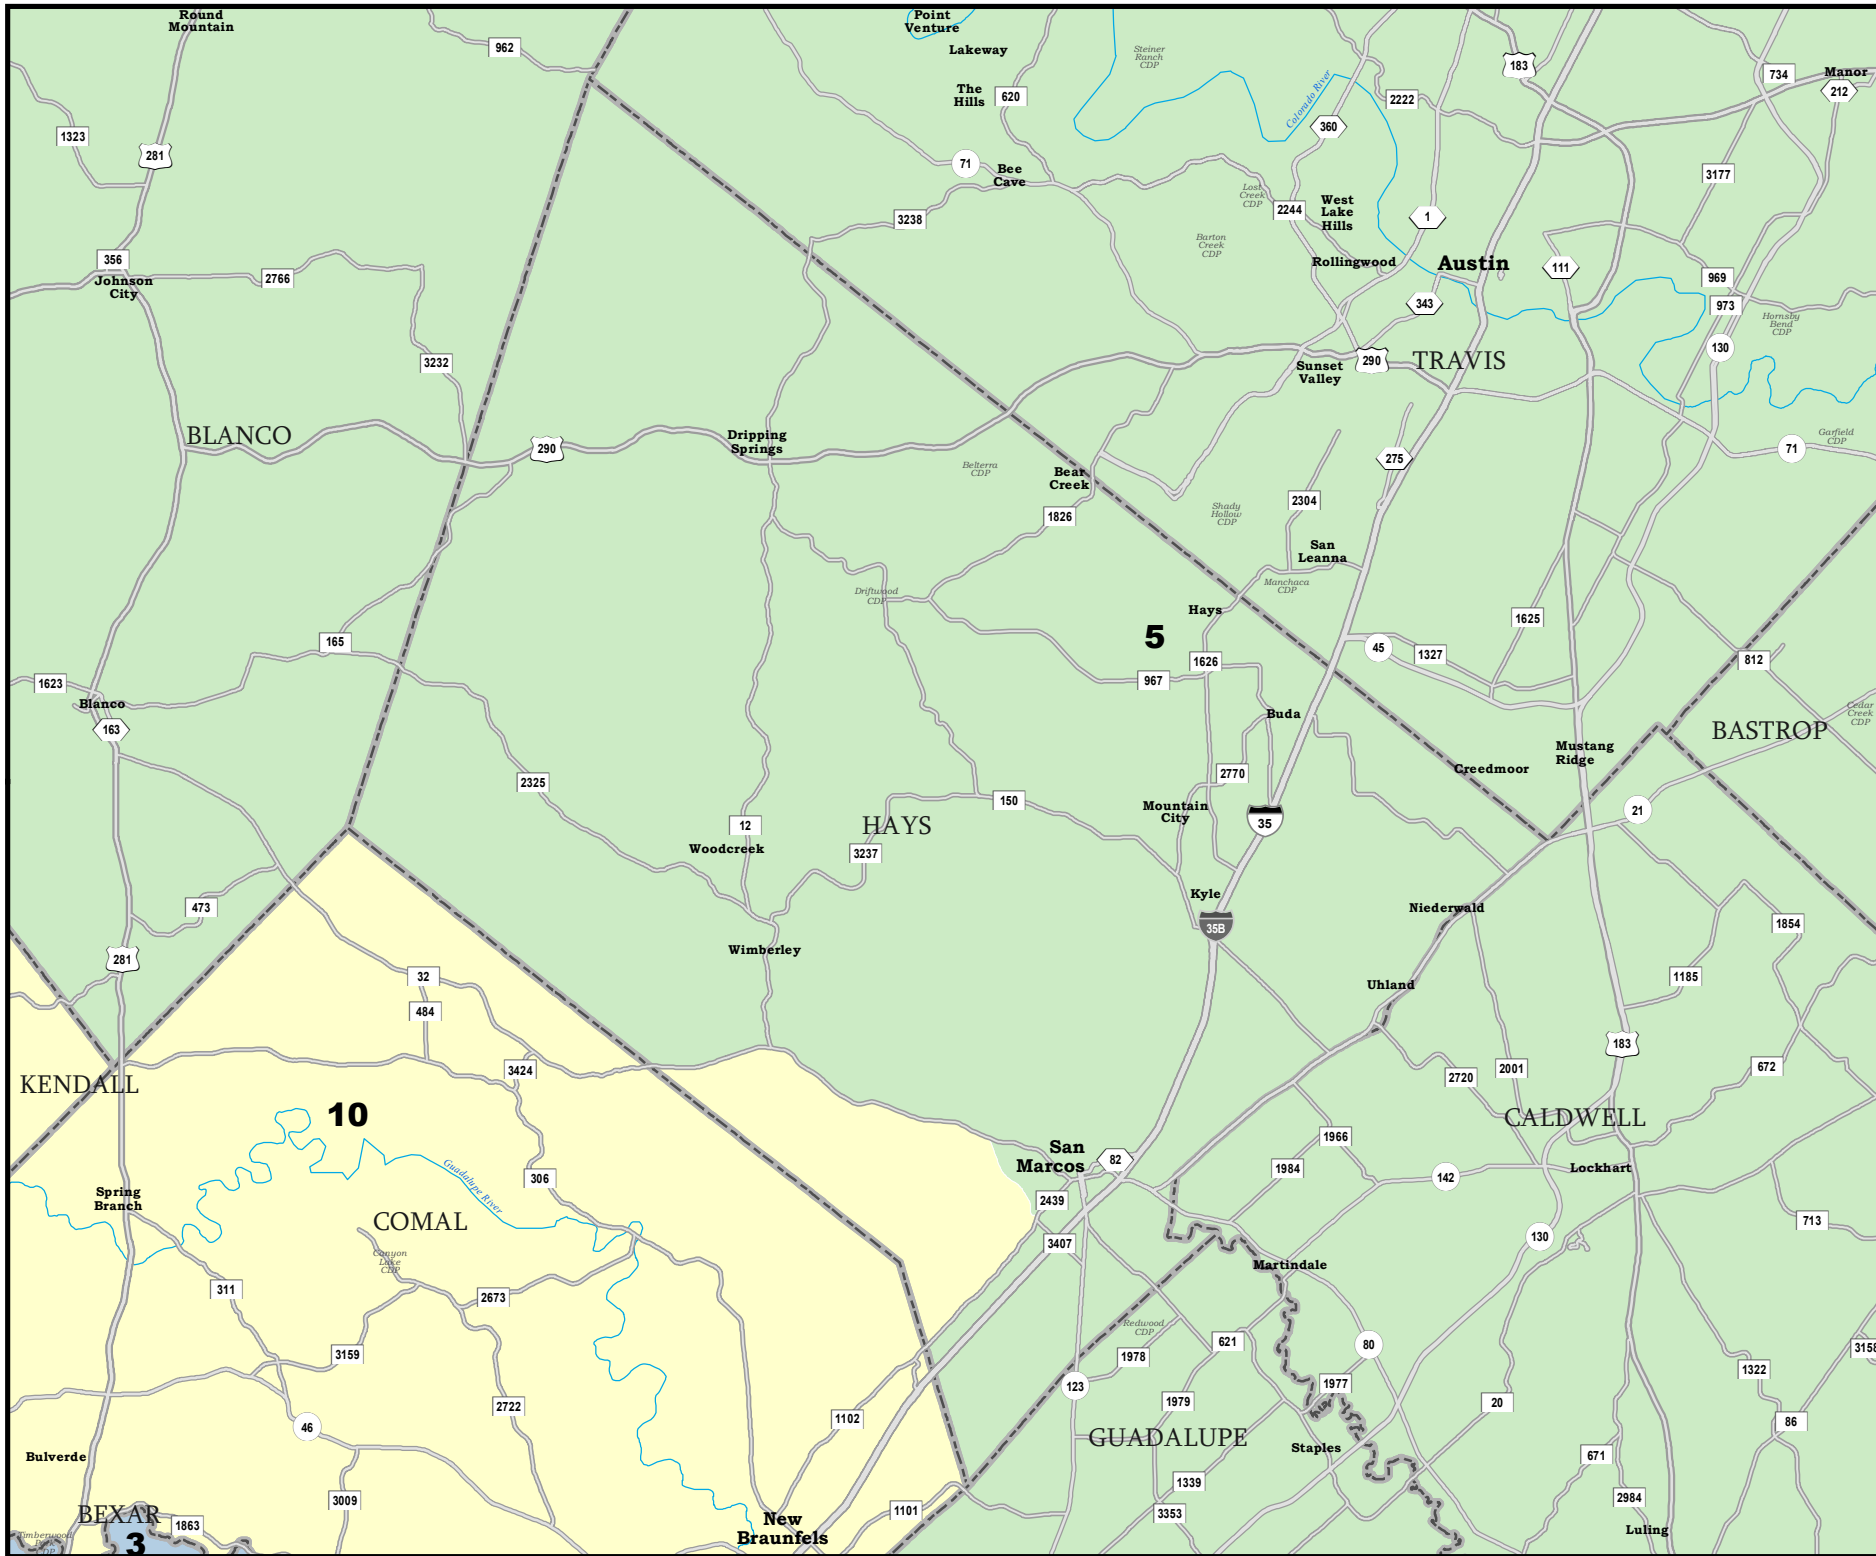 Round
Mountain
962
Point
Venture
Lakeway
Steiner
Ranch
CDP
183
734
Manor
212
The
Hills
620
2222
Colorado River
360
1323
281
71
Bee
Cave
3177
Lost
Creek
CDP
2244
West
Lake
Hills
1
3238
Barton
Creek
CDP
356
Johnson
City
2766
Rollingwood
Austin
111
969
343
973
Hornsby
Bend
CDP
130
3232
Sunset
Valley
290
TRAVIS
BLANCO
290
Dripping
Springs
Belterra
CDP
Bear
Creek
275
Garfield
CDP
71
1826
Shady
Hollow
CDP
2304
San
Leanna
Driftwood
CDP
Manchaca
CDP
Hays
1625
165
5
45
1327
812
1626
967
1623
Blanco
163
Buda
Cedar
Creek
CDP
BASTROP
Mustang
Ridge
Creedmoor
2325
2770
150
Mountain
City
35
21
12
HAYS
Woodcreek
3237
Kyle
35B
473
Niederwald
1854
Wimberley
281
32
484
Uhland
1185
183
3424
2720
2001
672
KENDALL
10
CALDWELL
1966
San
Marcos
82
1984
142
Lockhart
Guadalupe River
306
Spring
Branch
2439
COMAL
713
3407
130
Canyon
Lake
CDP
Martindale
311
2673
Redwood
CDP
621
80
3159
1978
3158
1322
123
1977
1979
20
2722
46
1102
86
GUADALUPE
Staples
671
Bulverde
1339
3009
2984
BEXAR
1863
1101
3353
New
Braunfels
Luling
Timberwood
Park
CDP
3